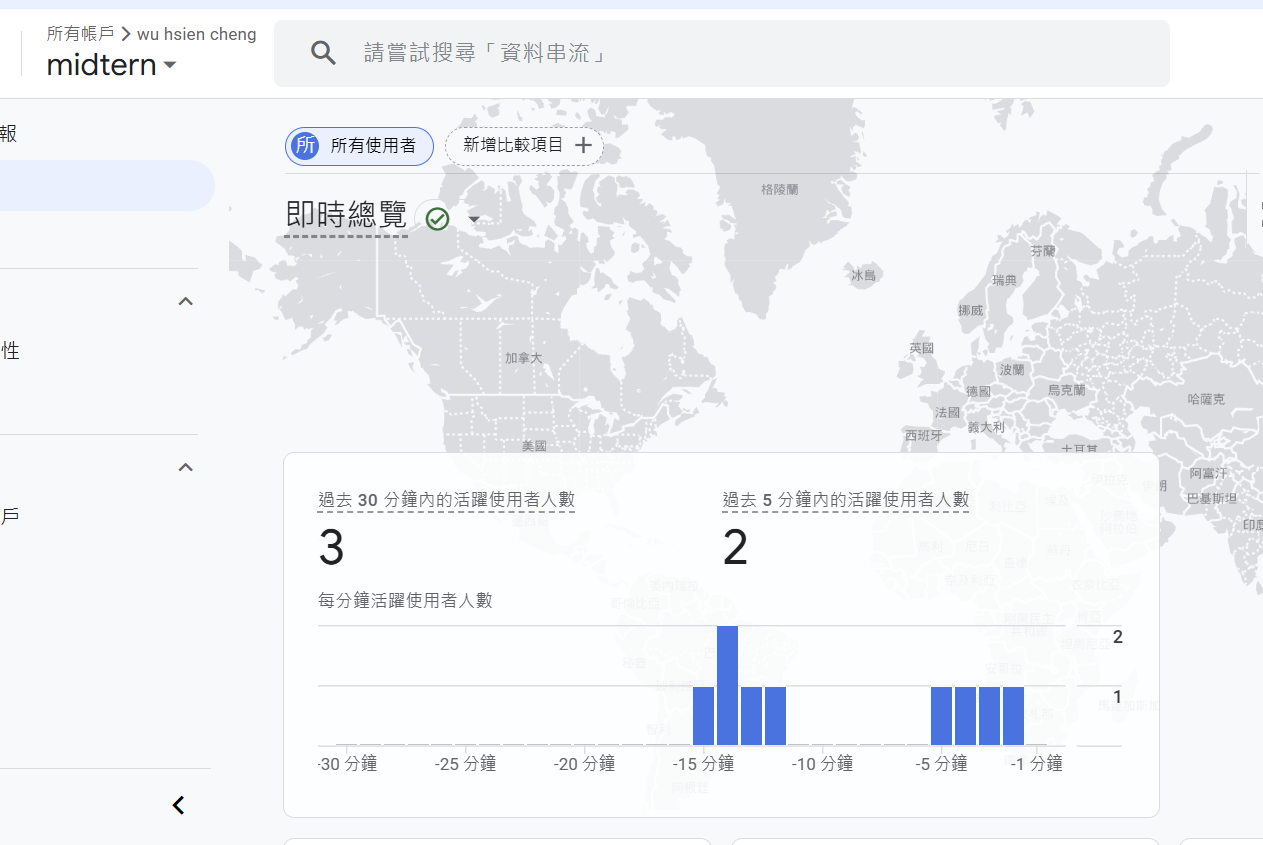 所有帳戶 > wu hsien cheng
midtern
請嘗試搜尋「資料串流」
報
所 所有使用者
新增比較項目 +
即時總覽
格陵蘭
冰島
芬蘭
瑞典
挪威
英國
加拿大
波蘭
德國
烏克蘭
哈薩克
法國
義大利
西班牙
美國
土耳其
阿富汗
巴基斯坦
性
戶
過去 30 分鐘內的活躍使用者人數
3
過去 5 分鐘內的活躍使用者人數
2
每分鐘活躍使用者人數
2
1
-30 分鐘
-25 分鐘
-20 分鐘
-15 分鐘
-10 分鐘
-5 分鐘
-1 分鐘